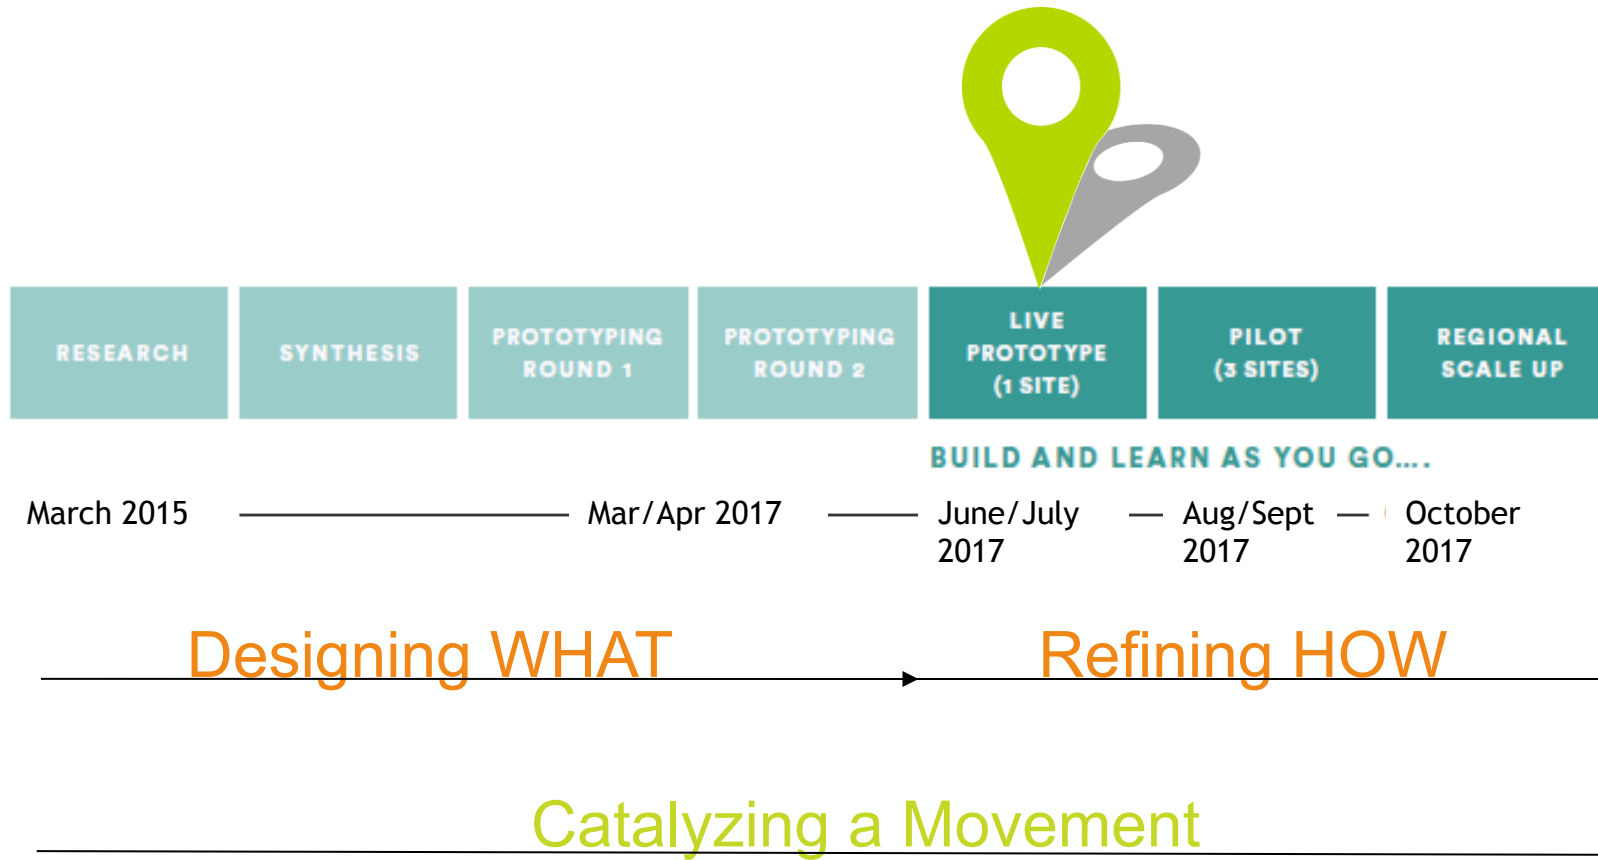 RESEARCH
SYNTHESIS
PROTOTYPING
ROUND 1
PROTOTYPING
ROUND 2
LIVE
PROTOTYPE
(1 SITE)
PILOT
(3 SITES)
REGIONAL
SCALE UP
BUILD AND LEARN AS YOU GO....
March 2015
Mar/Apr 2017
June/July
2017
Aug/Sept
2017
October
2017
Designing WHAT
Refining HOW
Catalyzing a Movement